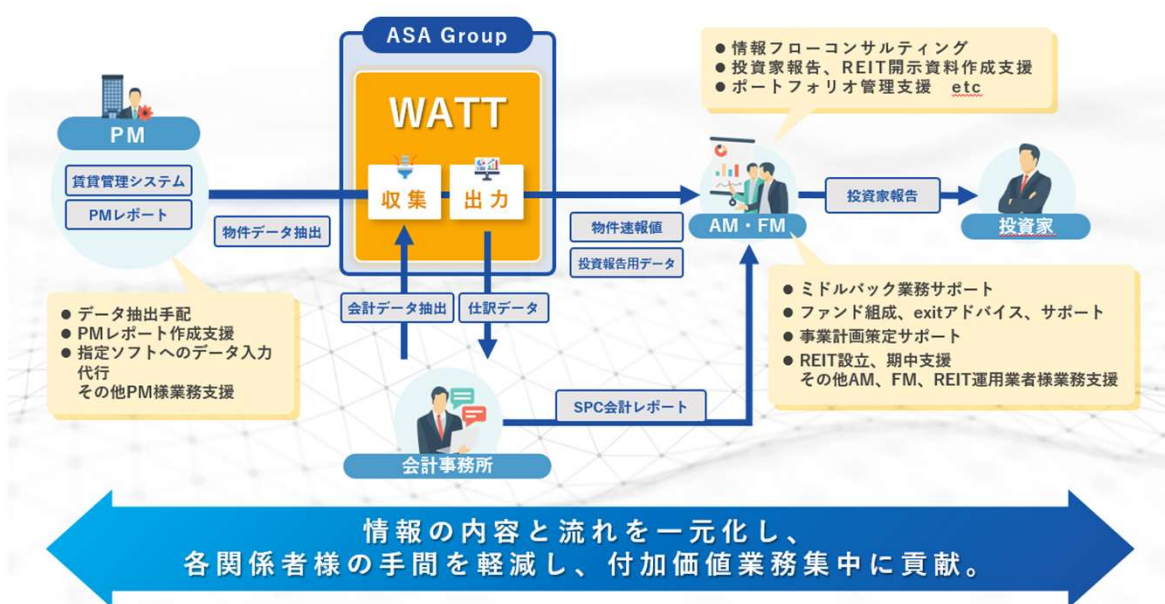 ASA Group
WATT
収集
出力
PM
賃貸管理システム
PMレポート
物件データ抽出
● データ抽出手配
● PMレポート作成支援
● 指定ソフトへのデータ入力
代行
その他PM様業務支援
会計データ抽出
仕訳データ
会計事務所
SPC会計レポート
物件速報値
投資報告用データ
● 情報フローコンサルティング
● 投資家報告、REIT開示資料作成支援
● ポートフォリオ管理支援 etc
AM・FM
投資家報告
投資家
● ミドルバック業務サポート
● ファンド組成、exitアドバイス、サポート
● 事業計画策定サポート
● REIT設立、期中支援
その他AM、FM、REIT運用業者様業務支援
情報の内容と流れを一元化し、
各関係者様の手間を軽減し、付加価値業務集中に貢献。